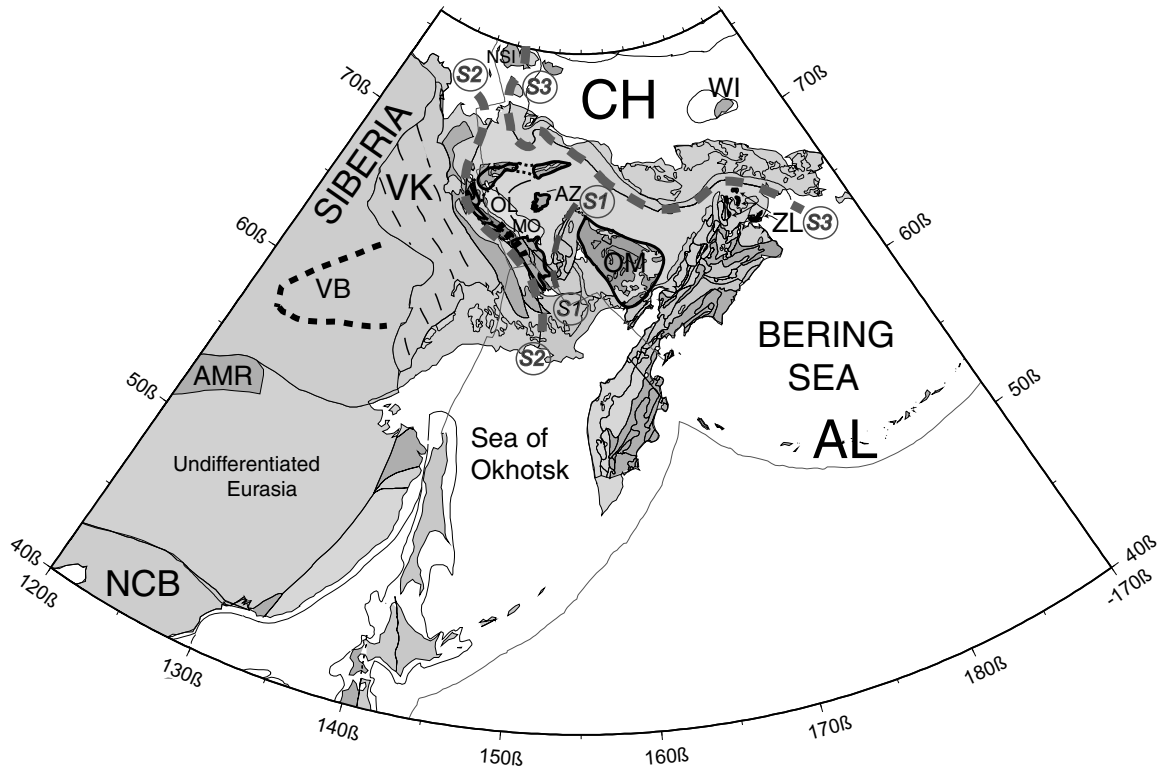 NSI
S2
S3
70ß
CH
WI
70ß
SIBERIA
VK
OL
AZ
S1
MO
ZL
S3
60ß
OM
60ß
VB
S1
S2
BERING
SEA
AMR
50ß
50ß
AL
Sea of
Okhotsk
Undifferentiated
Eurasia
40ß
120ß
NCB
40ß
-170ß
130ß
180ß
140ß
170ß
150ß
160ß